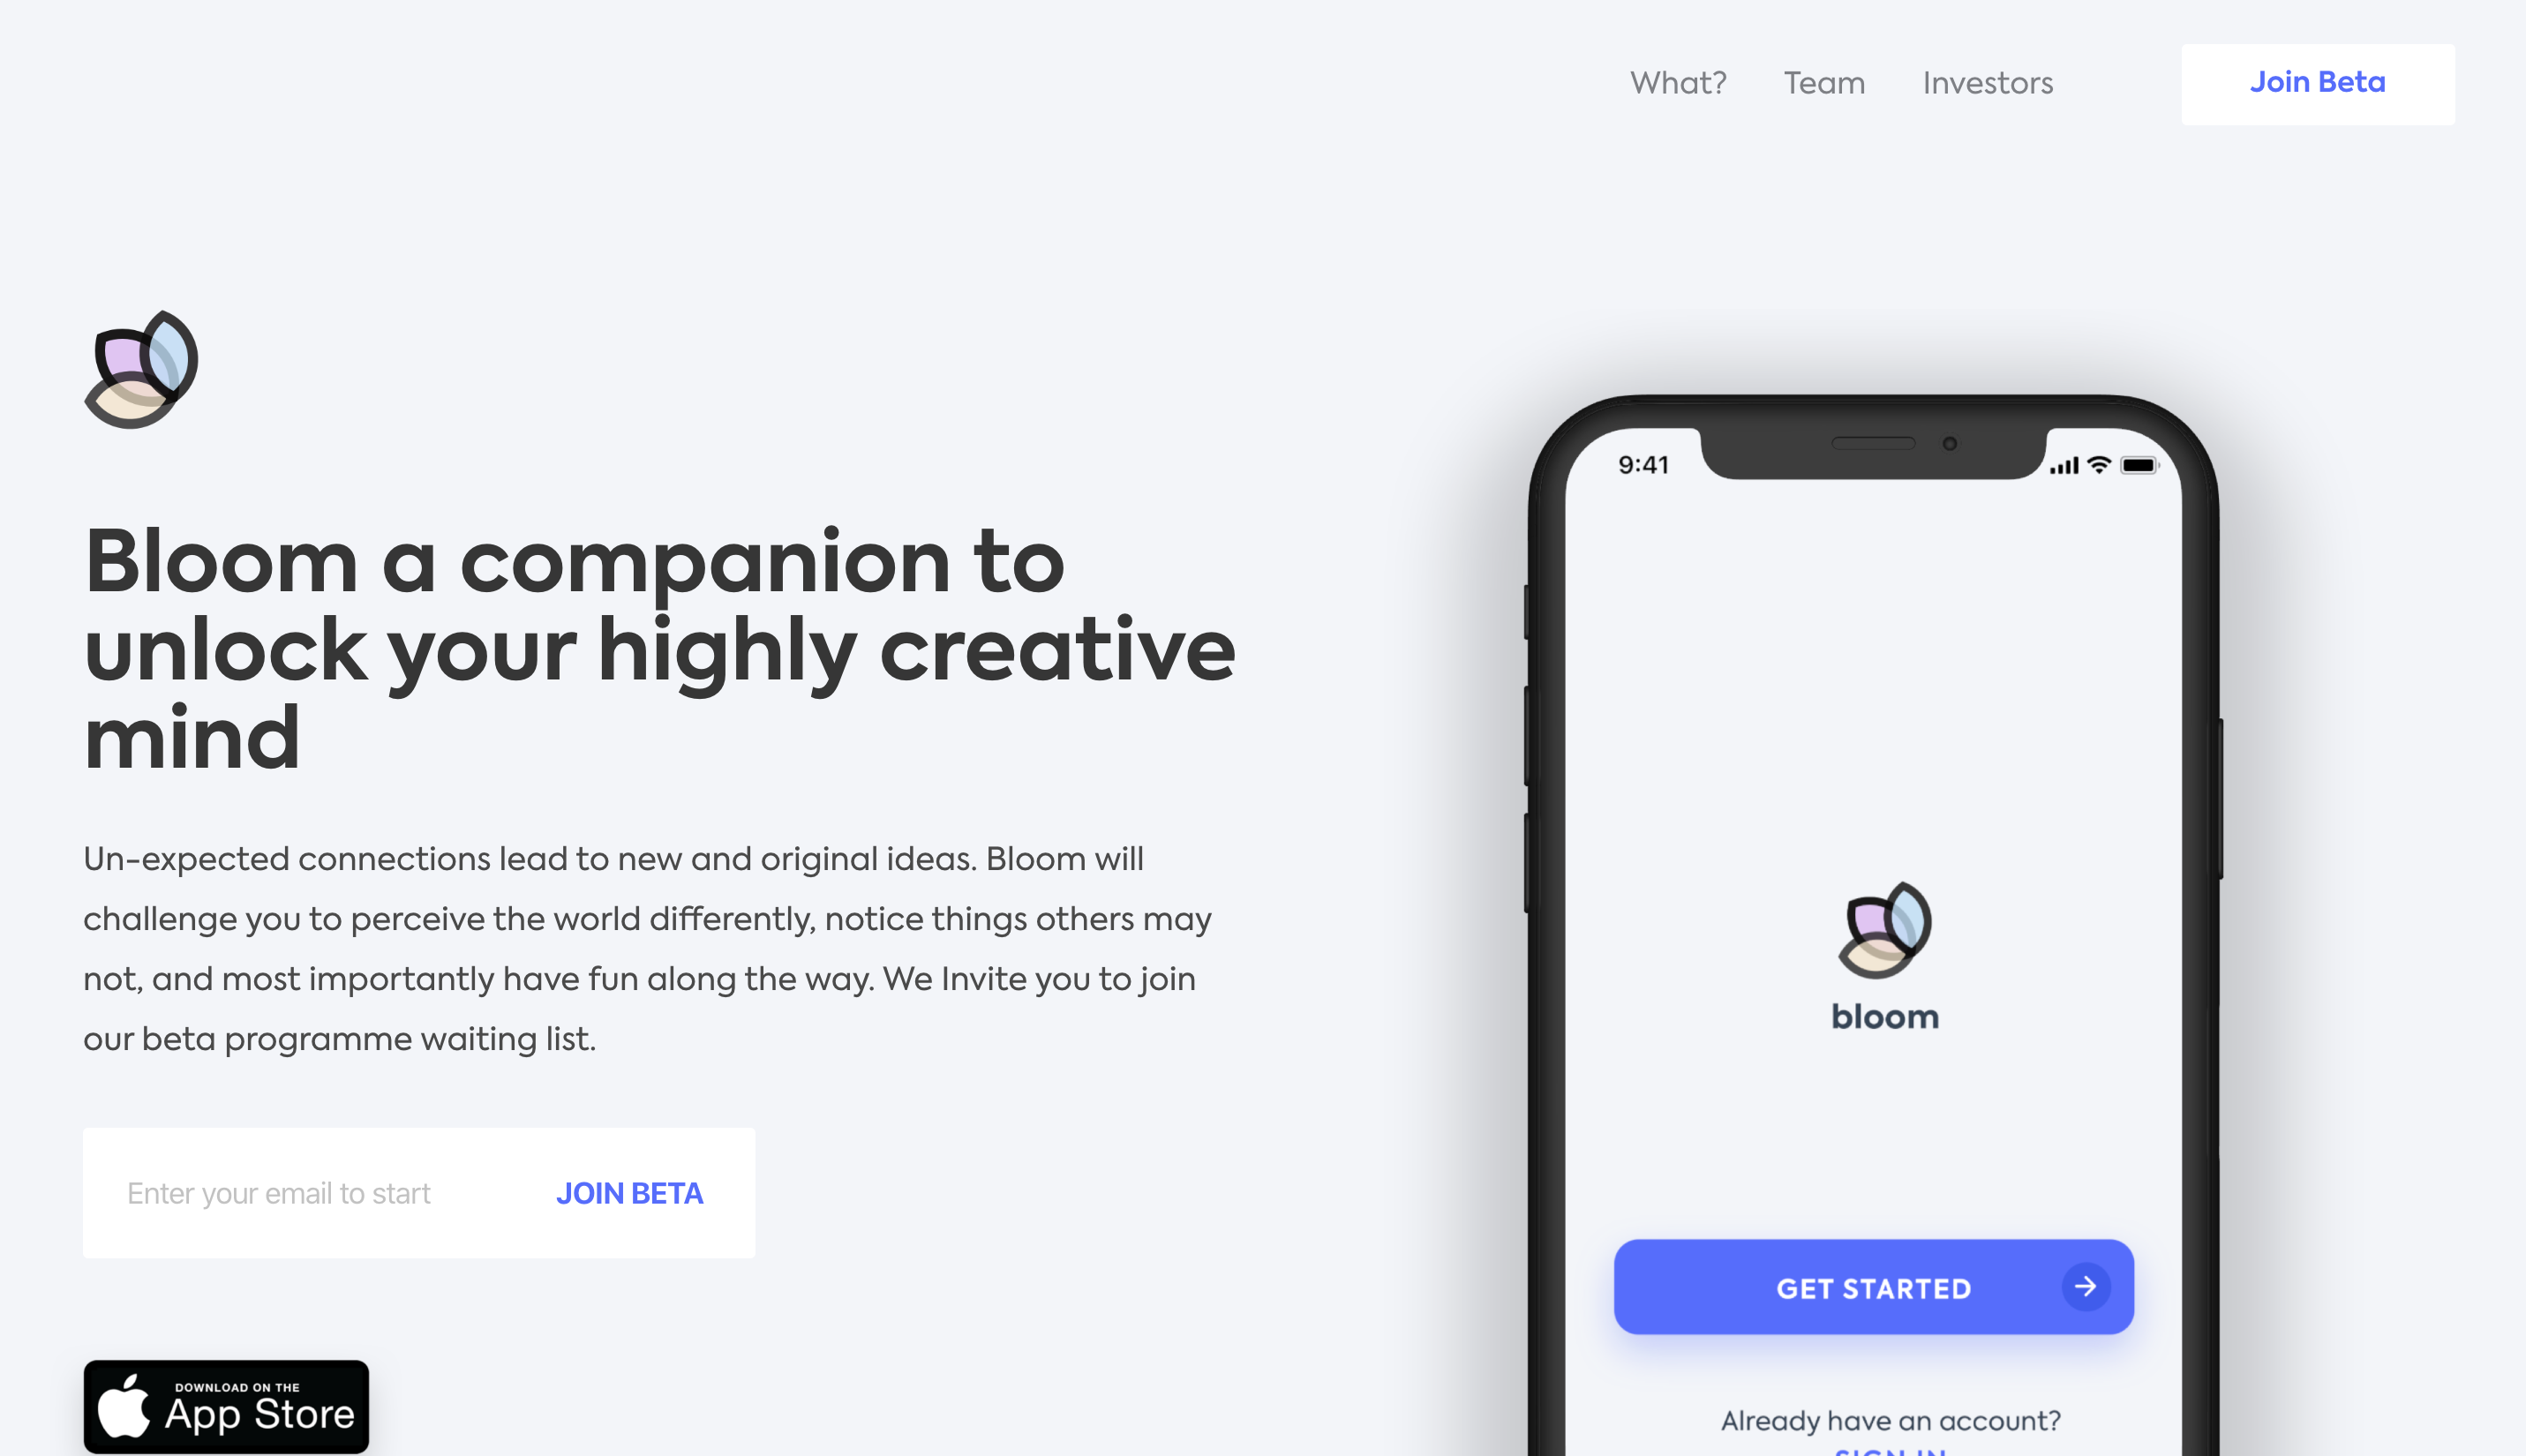 What? Team Investors Join Beta
Bloom a companion to
unlock your highly creative
mind
Un-expected connections lead to new and original ideas. Bloom will
challenge you to perceive the world differently, notice things others may
not, and most importantly have fun along the way. We Invite you to join
our beta programme waiting list.
Enter your email to start JOIN BETA
DOWNLOAD ON THE
App Store
9:41
bloom
GET STARTED
Already have an account?
SIGN IN